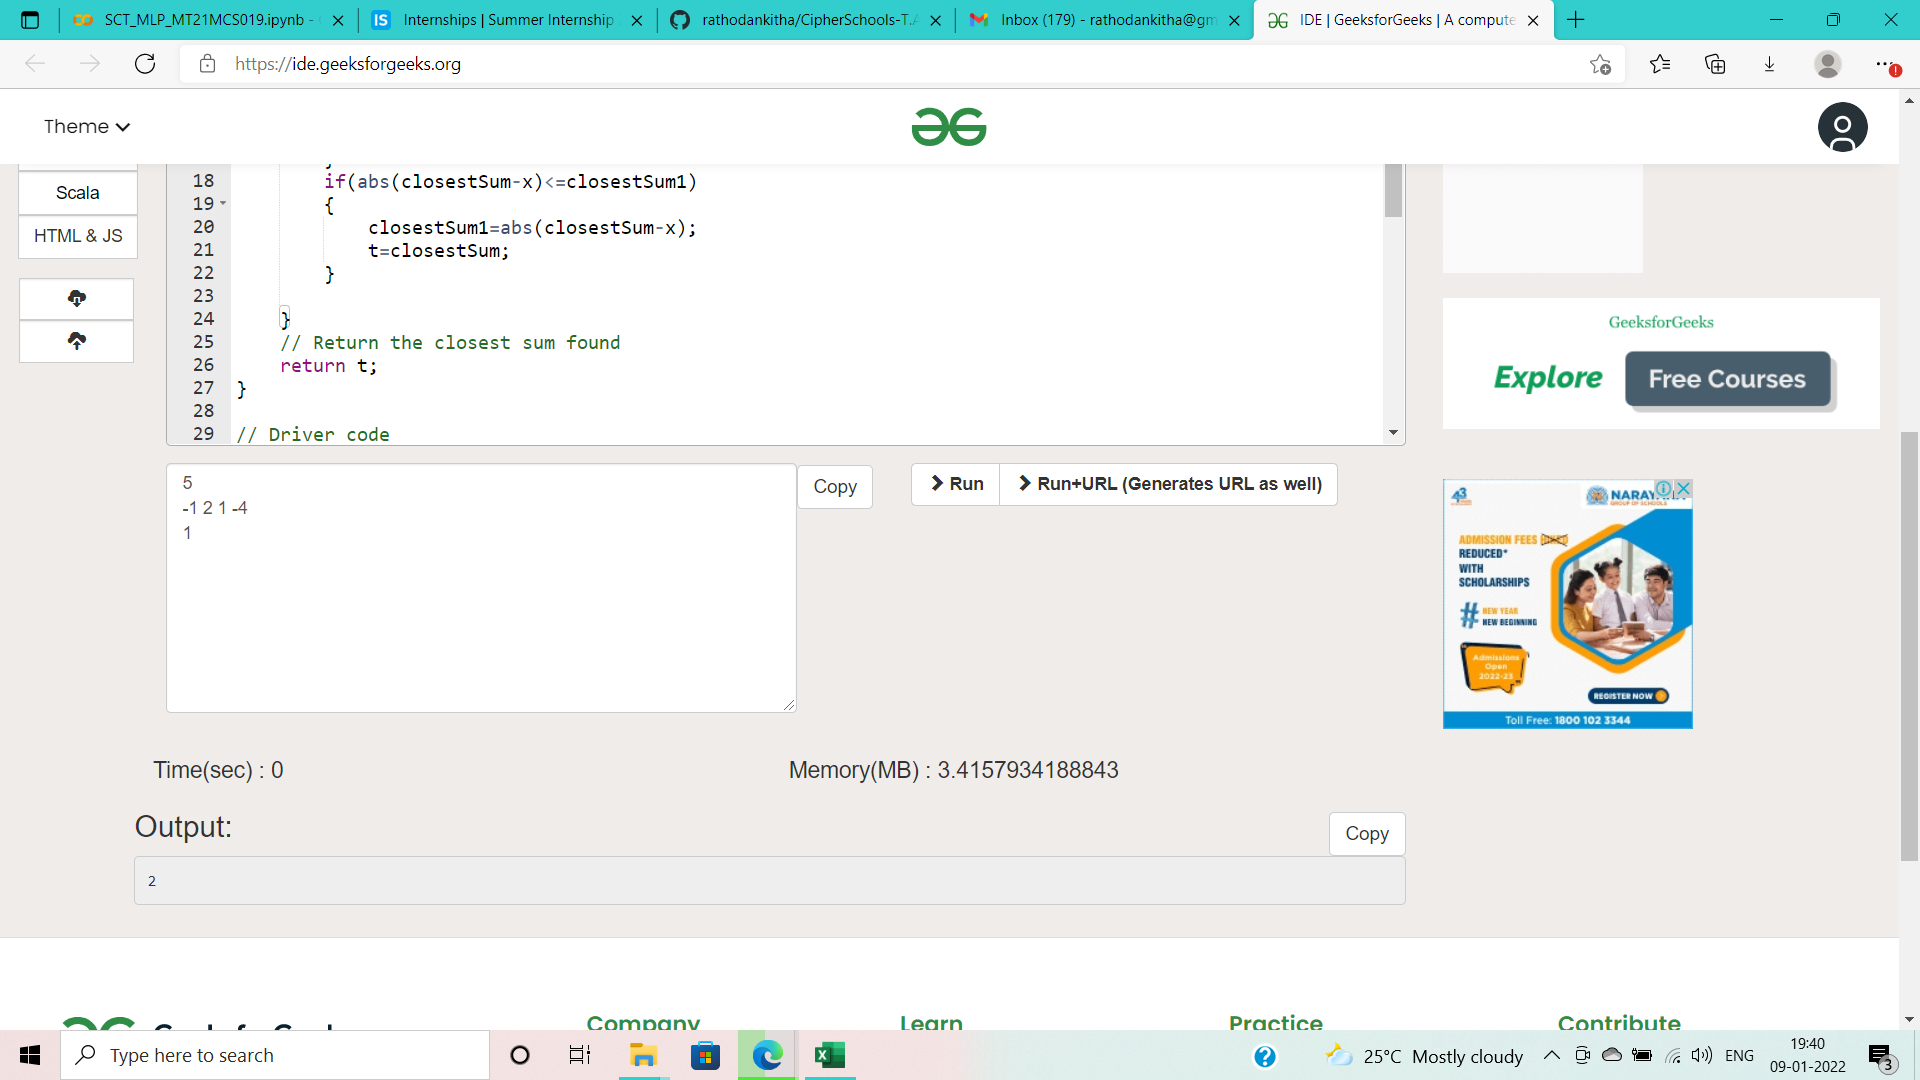 SCT_MLP_MT21MCS019.ipynb -
Internships | Summer Internship
rathodankitha/CipherSchools-T.A
Inbox (179) - rathodankitha@gm
IDE | GeeksforGeeks | A compute
https://ide.geeksforgeeks.org
Theme
Scala
HTML & JS
18 if(abs(closestSum-x)<=closestSum1)
19 {
20 closestSum1=abs(closestSum-x);
21 t=closestSum;
22 }
23
24 }
25 // Return the closest sum found
26 return t;
27 }
28
29 // Driver code
5
-1 2 1 -4
1
Copy
Run
Run+URL (Generates URL as well)
Time(sec) : 0
Memory(MB) : 3.4157934188843
Output:
Copy
2
GeeksforGeeks
Explore
Free Courses
43
GROUP OF SCHOOLS
ADMISSION FEES
REDUCED*
WITH
SCHOLARSHIPS
# NEW YEAR
NEW BEGINNING
Admissions
Open
2022-23
REGISTER NOW
Toll Free: 1800 102 3344
Company
Learn
Practice
Contribute
Type here to search
25°C Mostly cloudy
ENG
19:40
09-01-2022
3